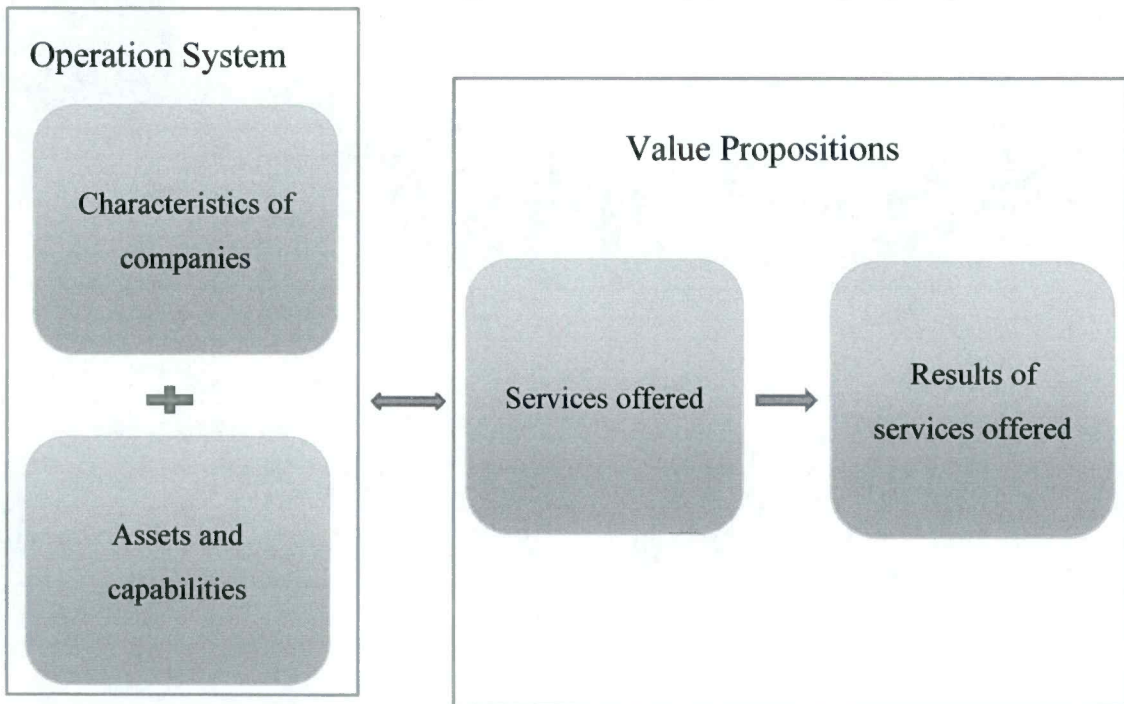 Operation System
Characteristics of
companies
Assets and
capabilities
Value Propositions
Services offered
Results of
services offered